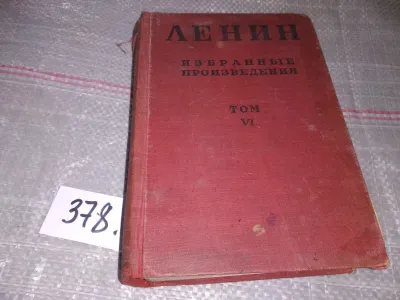 ЛЕНИН
ИЗБРАННЫЕ
ПРОИЗВЕДЕНИЯ
ТОМ
VI
378.